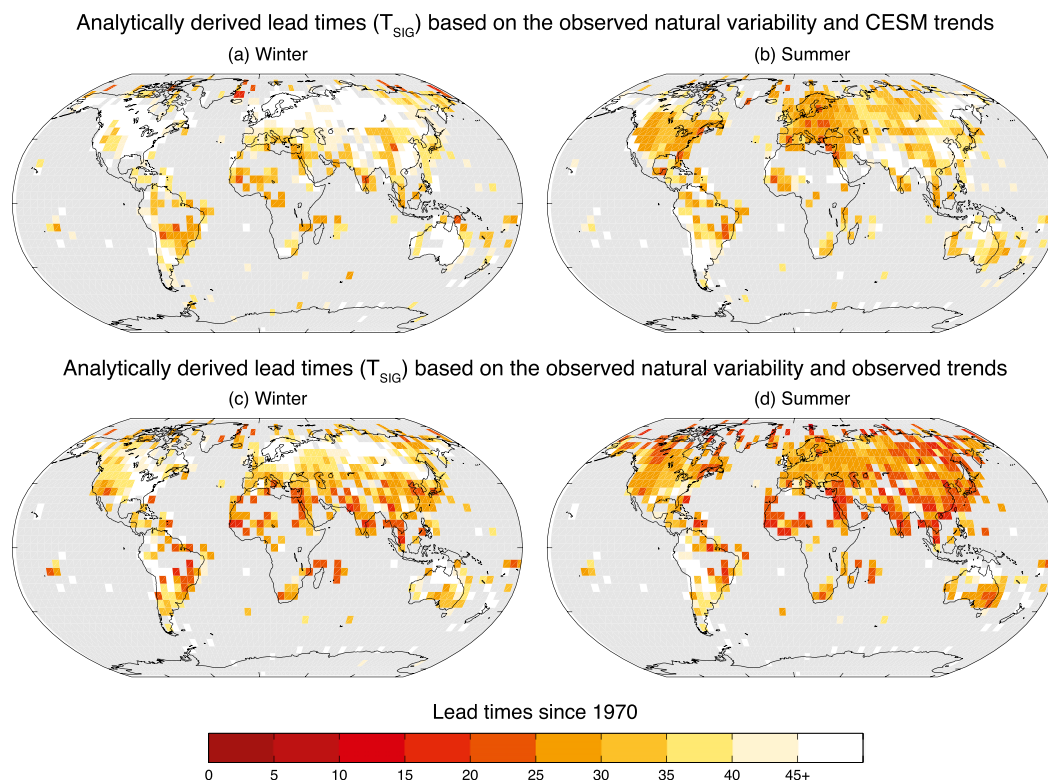 Analytically derived lead times (TSIG) based on the observed natural variability and CESM trends
(a) Winter
(b) Summer
Analytically derived lead times (TSIG) based on the observed natural variability and observed trends
(c) Winter
(d) Summer
Lead times since 1970
0 5 10 15 20 25 30 35 40 45+